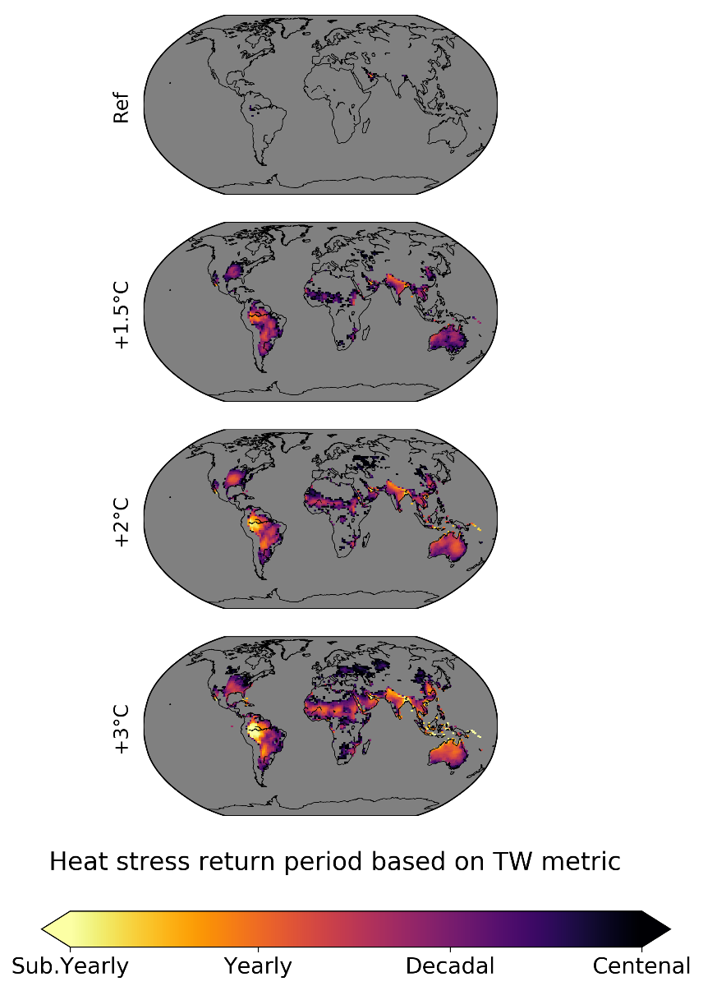 Ref
+1.5°C
+2°C
+3°C
Heat stress return period based on TW metric
Sub.Yearly Yearly Decadal Centenal